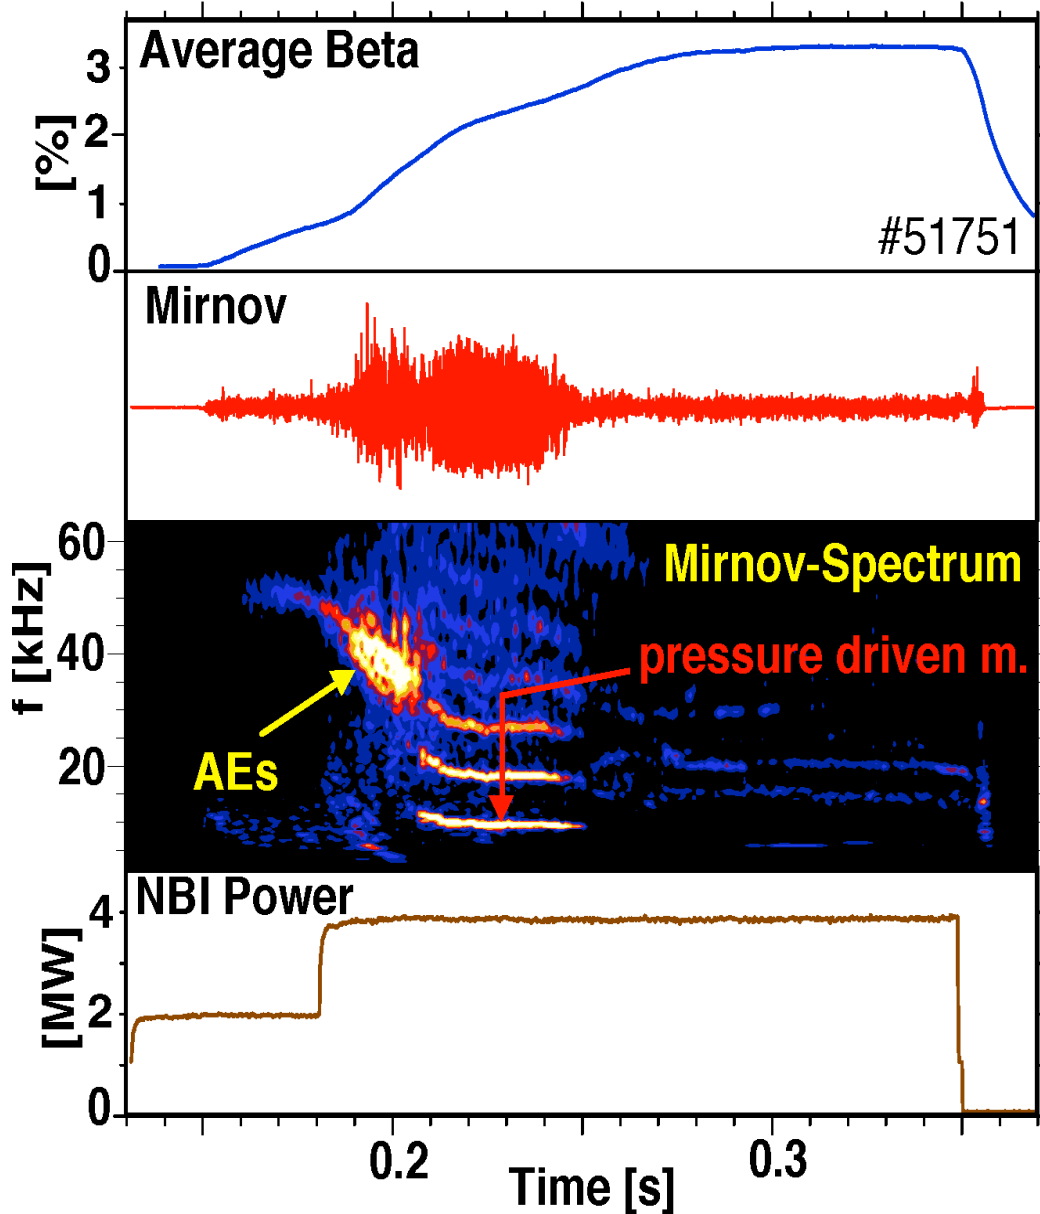 Average Beta
3
2
1
0
[%]
#51751
Mirnov
60
40
20
f [kHz]
Mirnov-Spectrum
pressure driven m.
AEs
NBI Power
4
2
0
[MW]
0.2
0.3
Time [s]